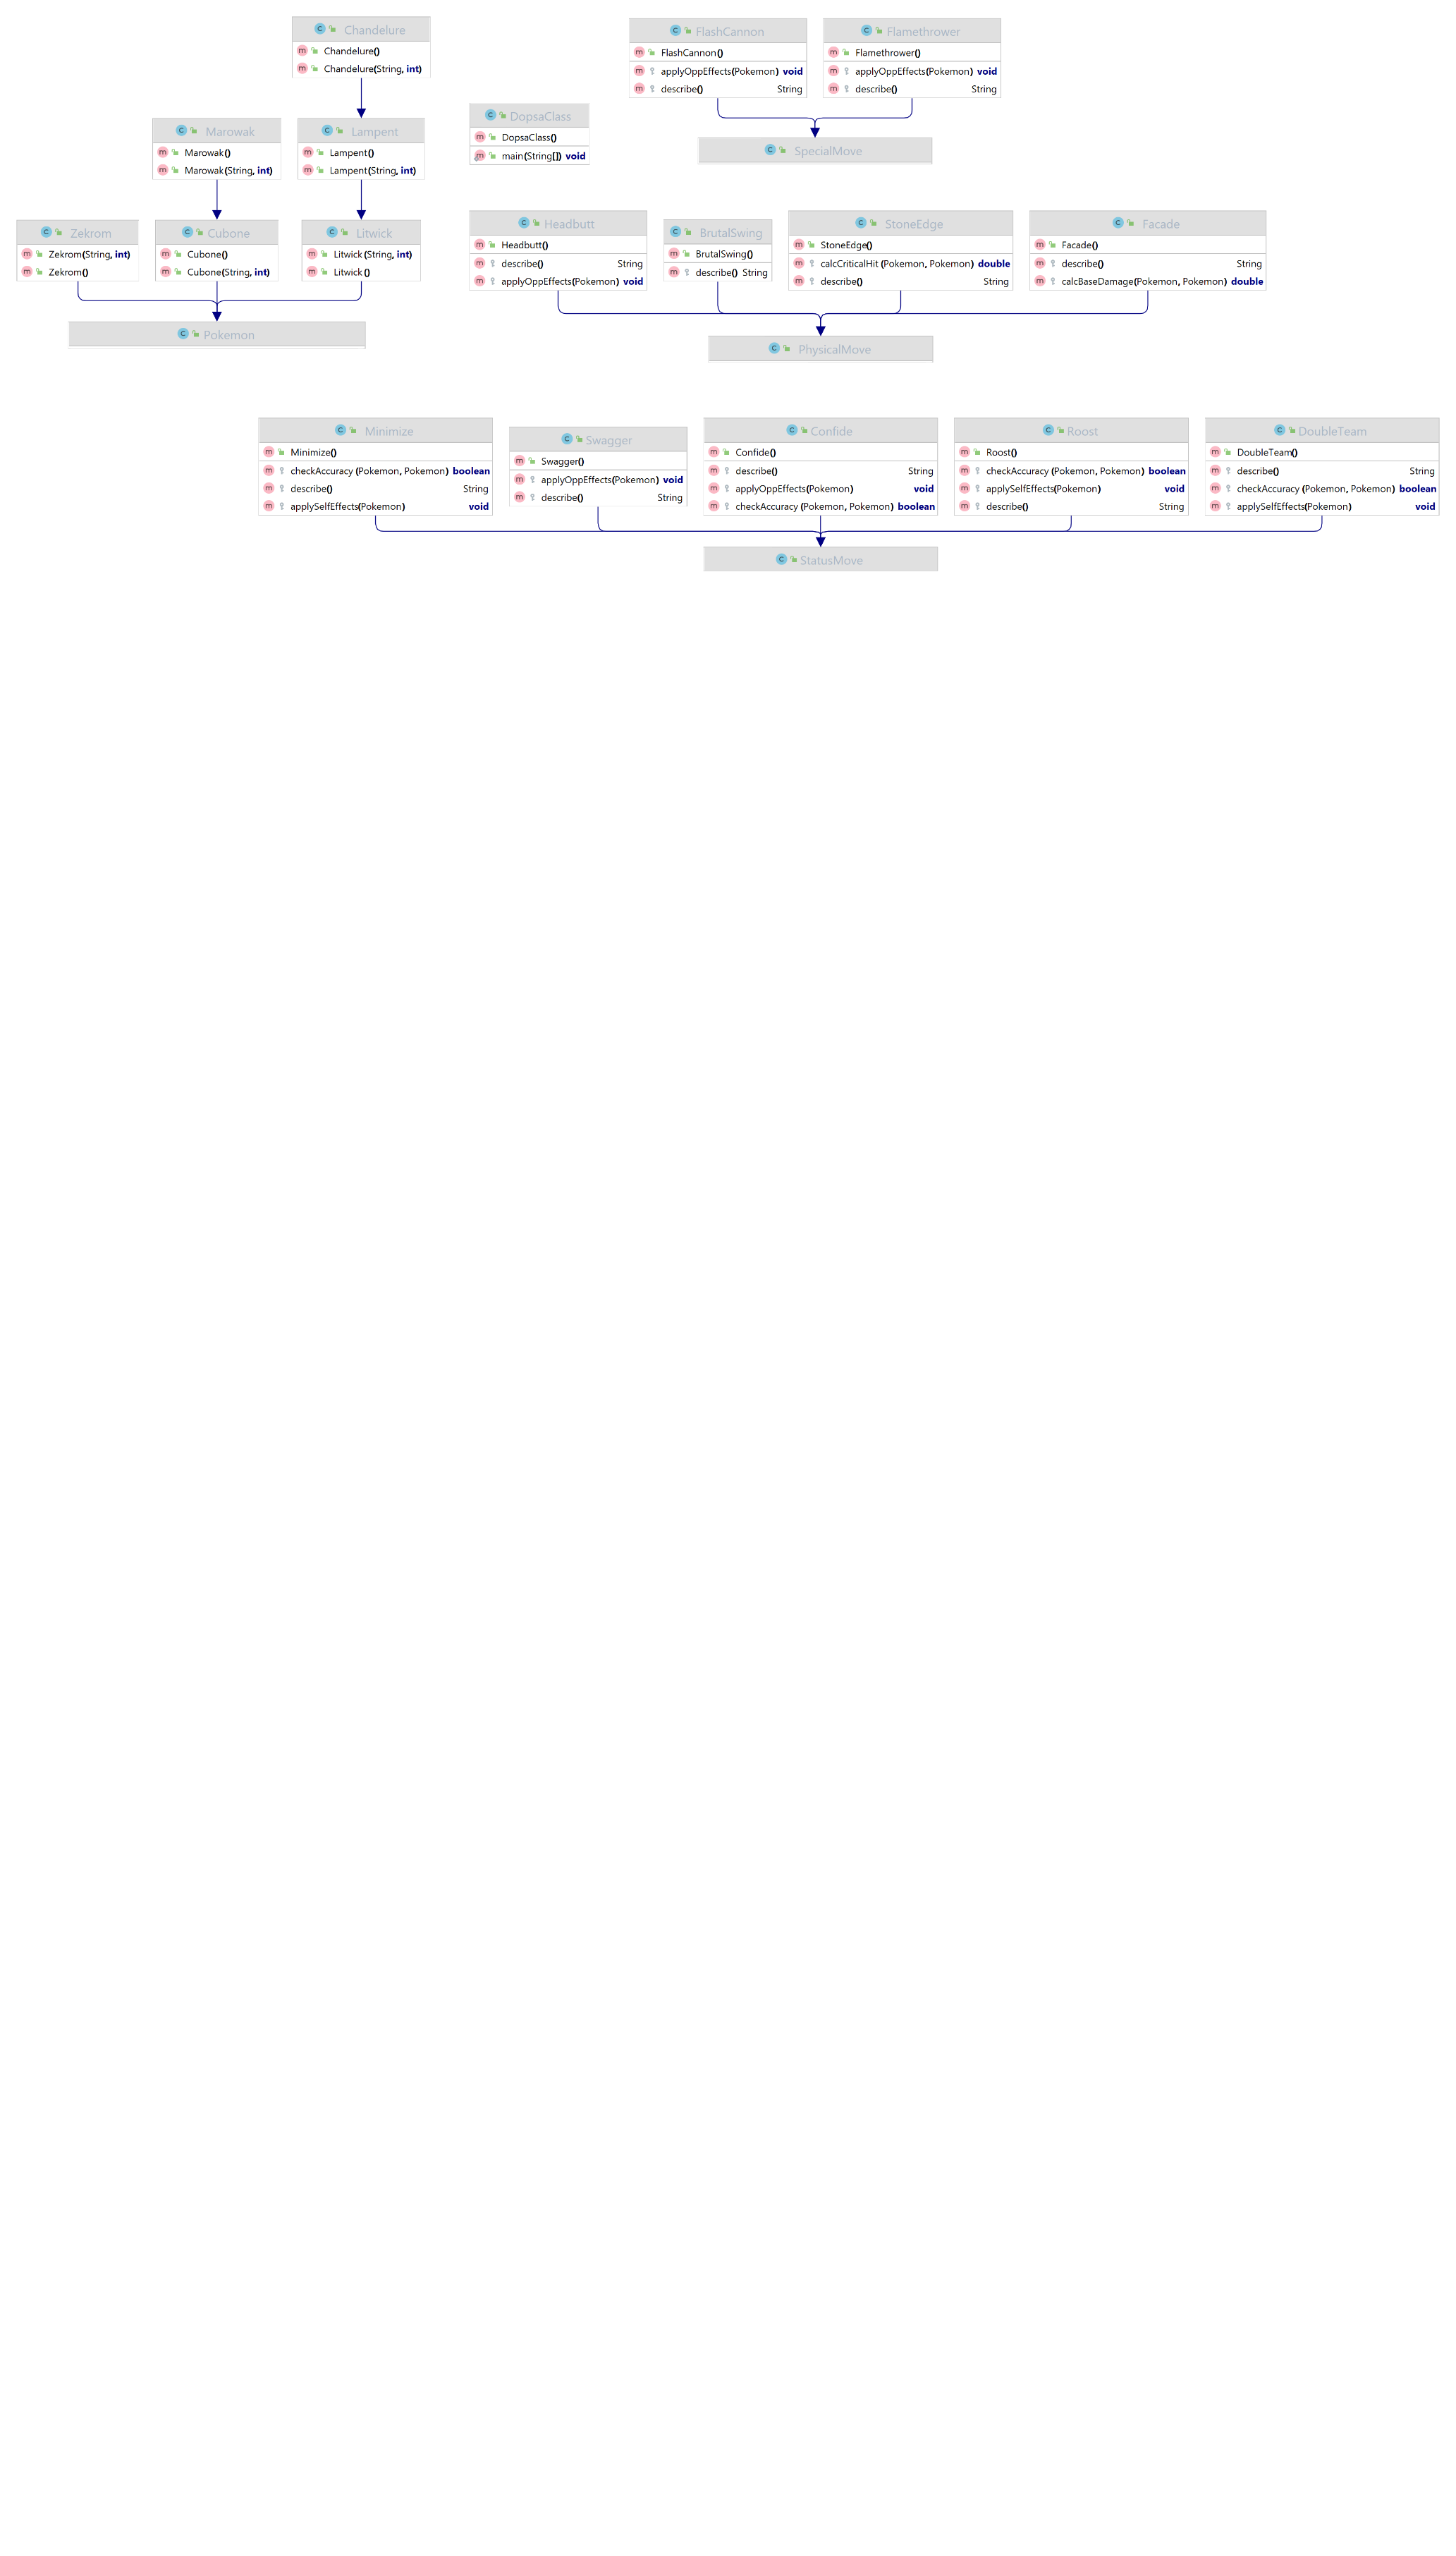 Chandelure
Chandelure()
Chandelure(String, int)
FlashCannon
FlashCannon()
applyOppEffects(Pokemon) void
describe() String
Flamethrower
Flamethrower()
applyOppEffects(Pokemon) void
describe() String
DopsaClass
DopsaClass()
main(String[]) void
Marowak
Marowak()
Marowak(String, int)
Lampent
Lampent()
Lampent(String, int)
SpecialMove
Zekrom
Zekrom(String, int)
Zekrom()
Cubone
Cubone()
Cubone(String, int)
Litwick
Litwick(String, int)
Litwick()
Pokemon
Headbutt
Headbutt()
describe() String
applyOppEffects(Pokemon) void
BrutalSwing
BrutalSwing()
describe() String
StoneEdge
StoneEdge()
calcCriticalHit(Pokemon, Pokemon) double
describe() String
Facade
Facade()
describe() String
calcBaseDamage(Pokemon, Pokemon) double
PhysicalMove
Minimize
Minimize()
checkAccuracy(Pokemon, Pokemon) boolean
describe() String
applySelfEffects(Pokemon) void
Swagger
Swagger()
applyOppEffects(Pokemon) void
describe() String
Confide
Confide()
describe() String
applyOppEffects(Pokemon) void
checkAccuracy(Pokemon, Pokemon) boolean
Roost
Roost()
checkAccuracy(Pokemon, Pokemon) boolean
applySelfEffects(Pokemon) void
describe() String
DoubleTeam
DoubleTeam()
describe() String
checkAccuracy(Pokemon, Pokemon) boolean
applySelfEffects(Pokemon) void
StatusMove